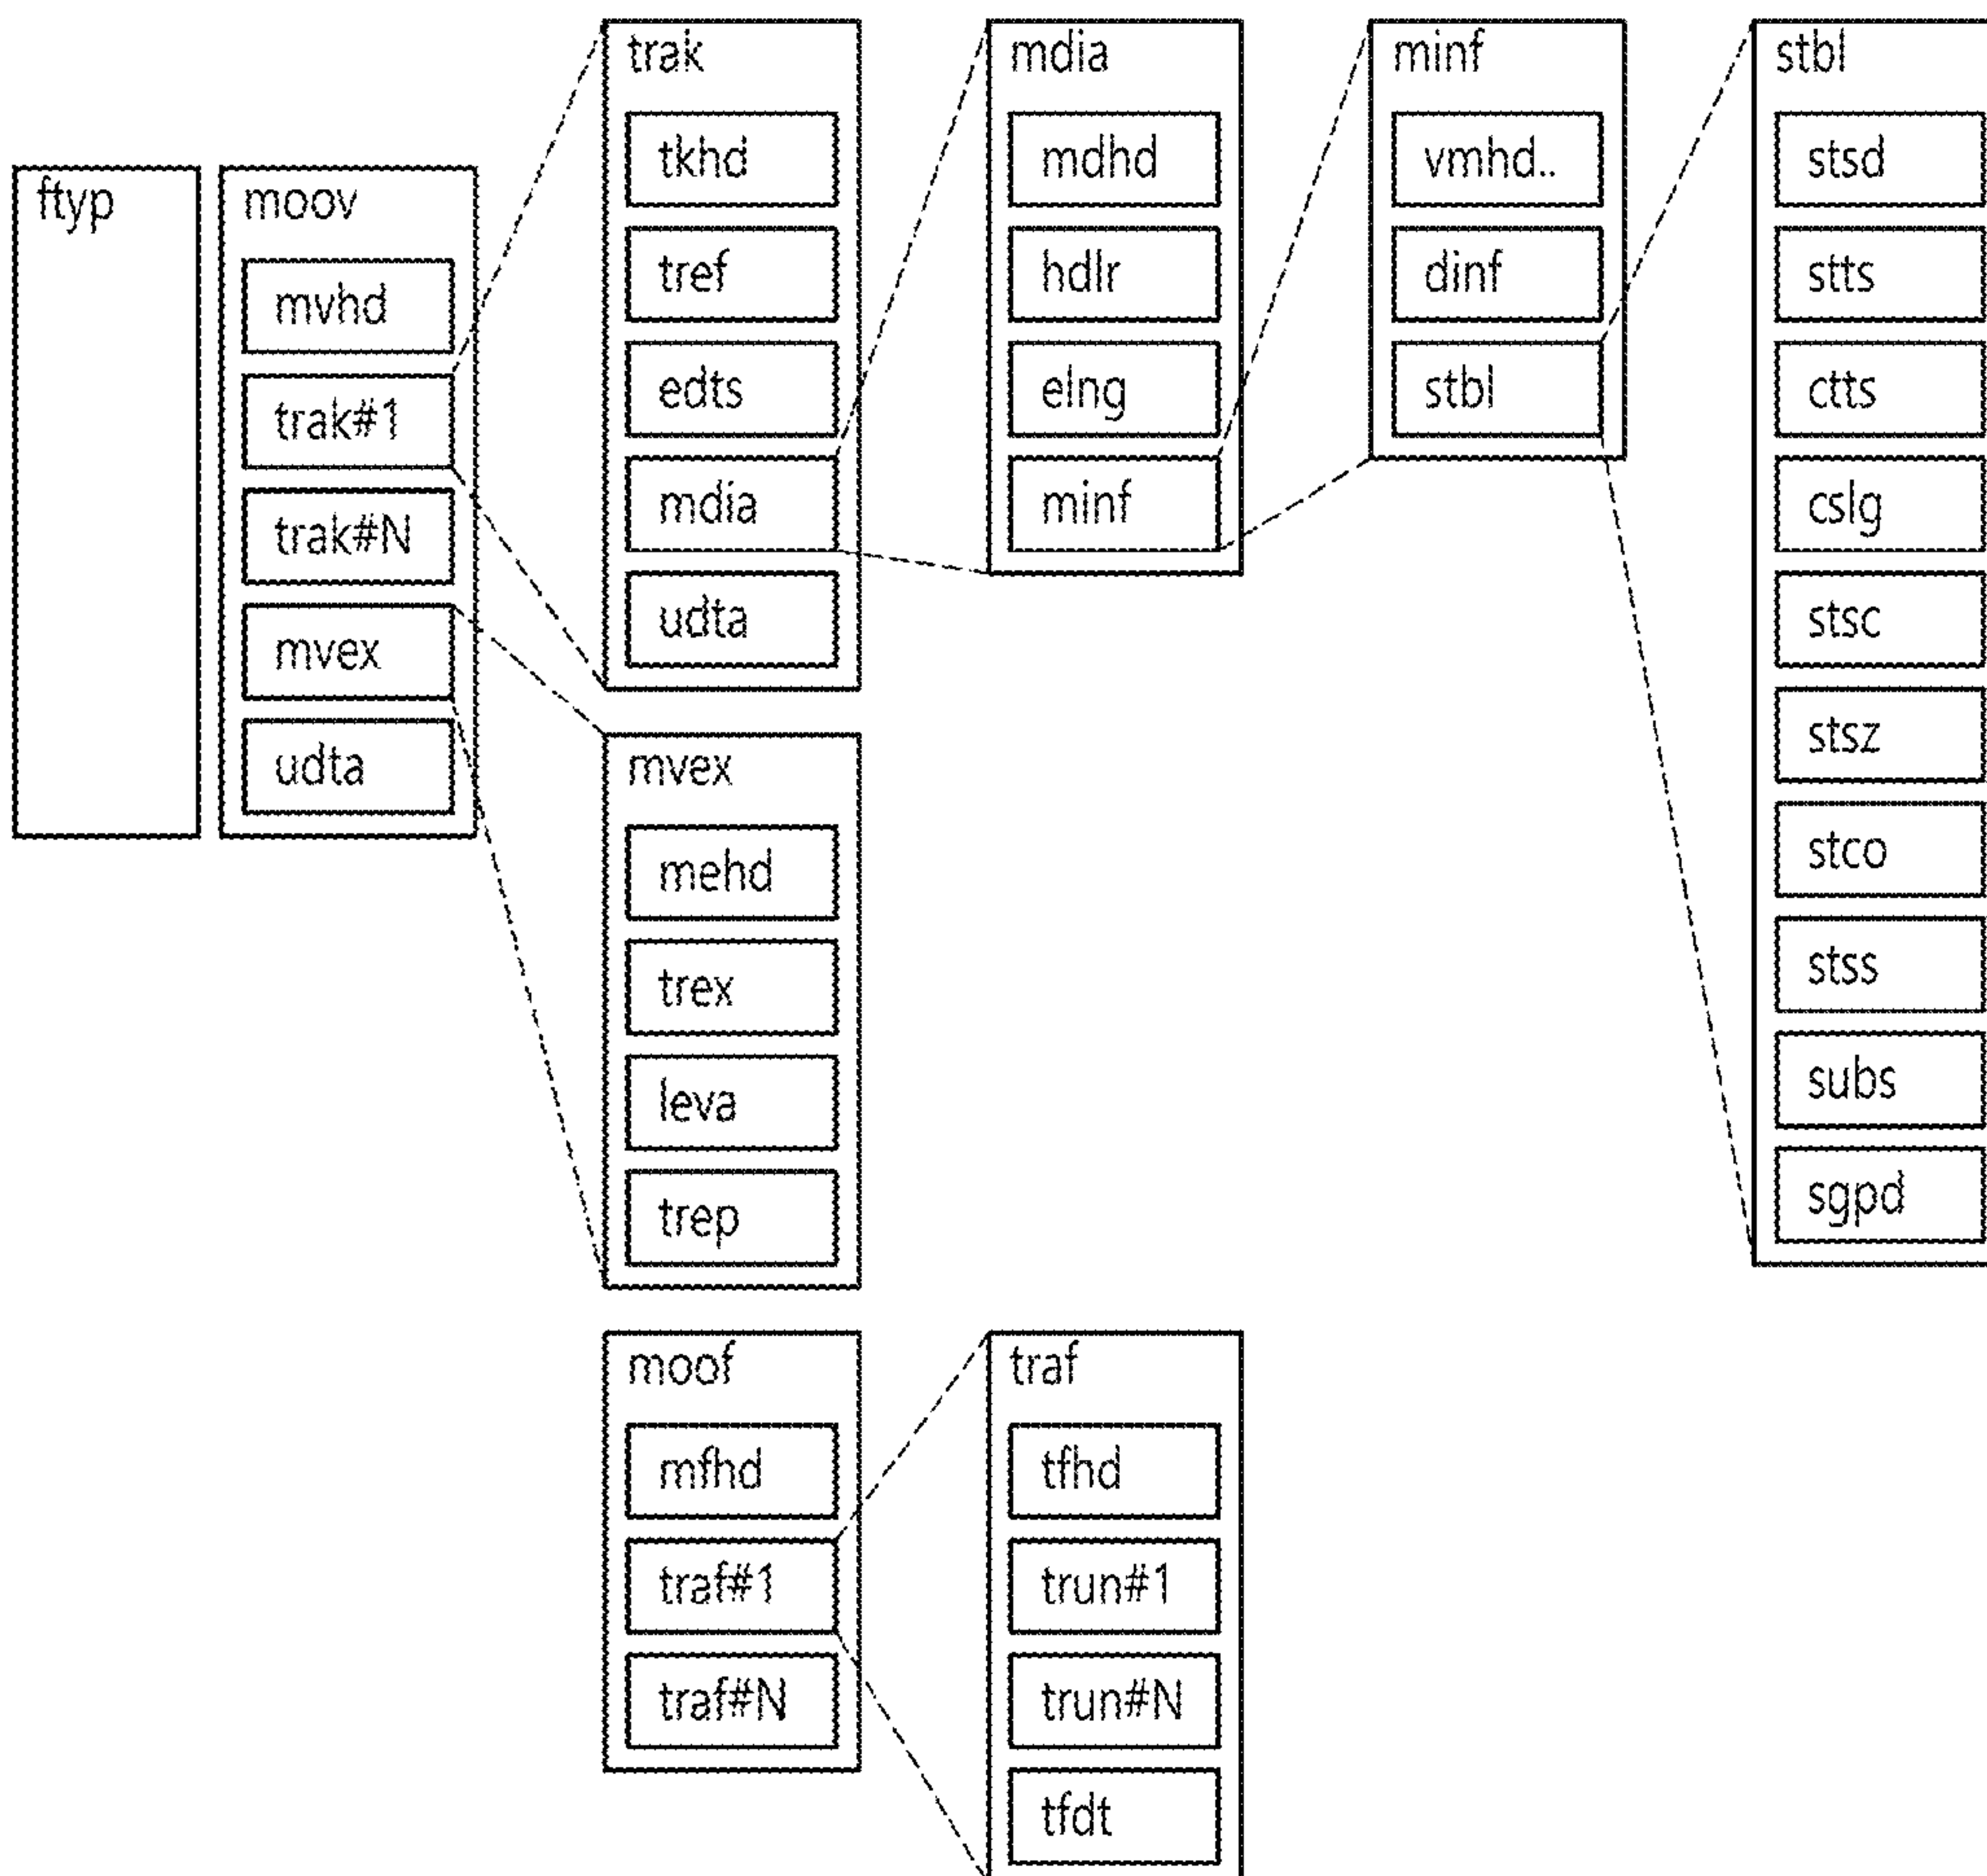 ftyp
moov
mvhd
trak#1
trak#N
mvex
udta
trak
tkhd
tref
edts
mdia
udta
mdia
mdhd
hdlr
elng
minf
minf
vmhd..
dinf
stbl
stbl
stsd
stts
ctts
cslg
stsc
stsz
stco
stss
subs
sgpd
mvex
mehd
trex
leva
trep
moof
mfhd
traf#1
traf#N
traf
tfhd
trun#1
trun#N
tfdt